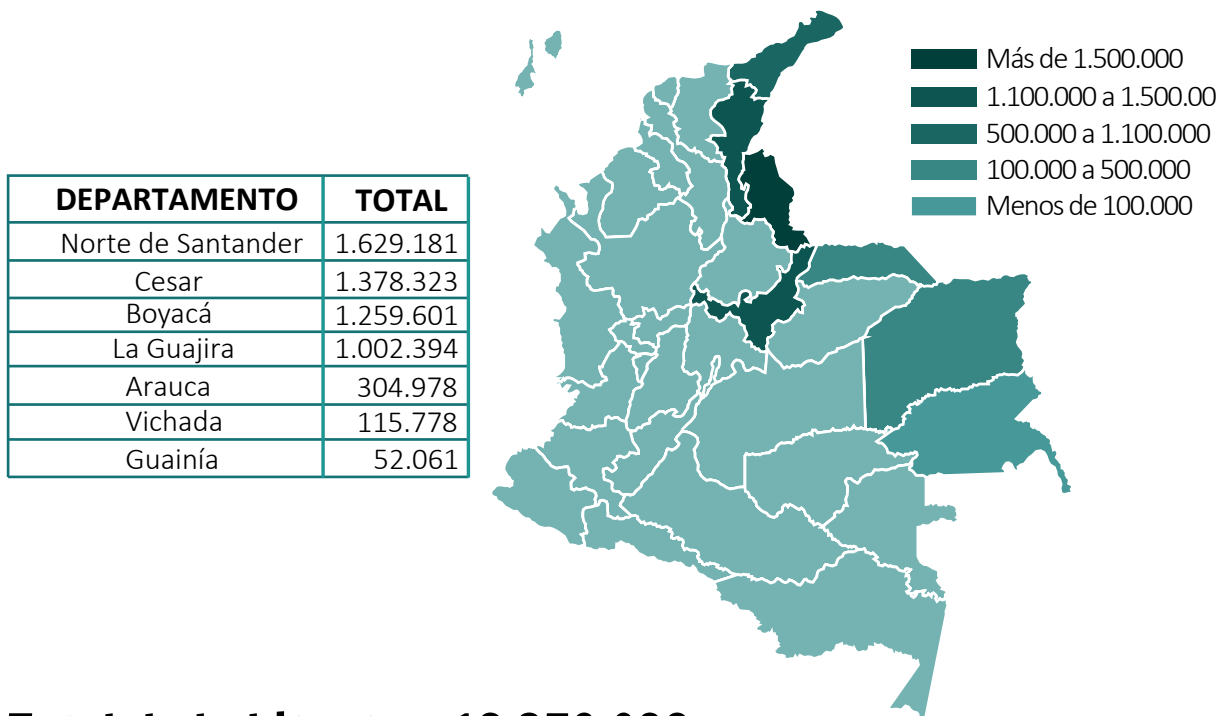 DEPARTAMENTO TOTAL
Norte de Santander 1.629.181
Cesar 1.378.323
Boyacá 1.259.601
La Guajira 1.002.394
Arauca 304.978
Vichada 115.778
Guainía 52.061
Más de 1.500.000
1.100.000 a 1.500.00
500.000 a 1.100.000
100.000 a 500.000
Menos de 100.000